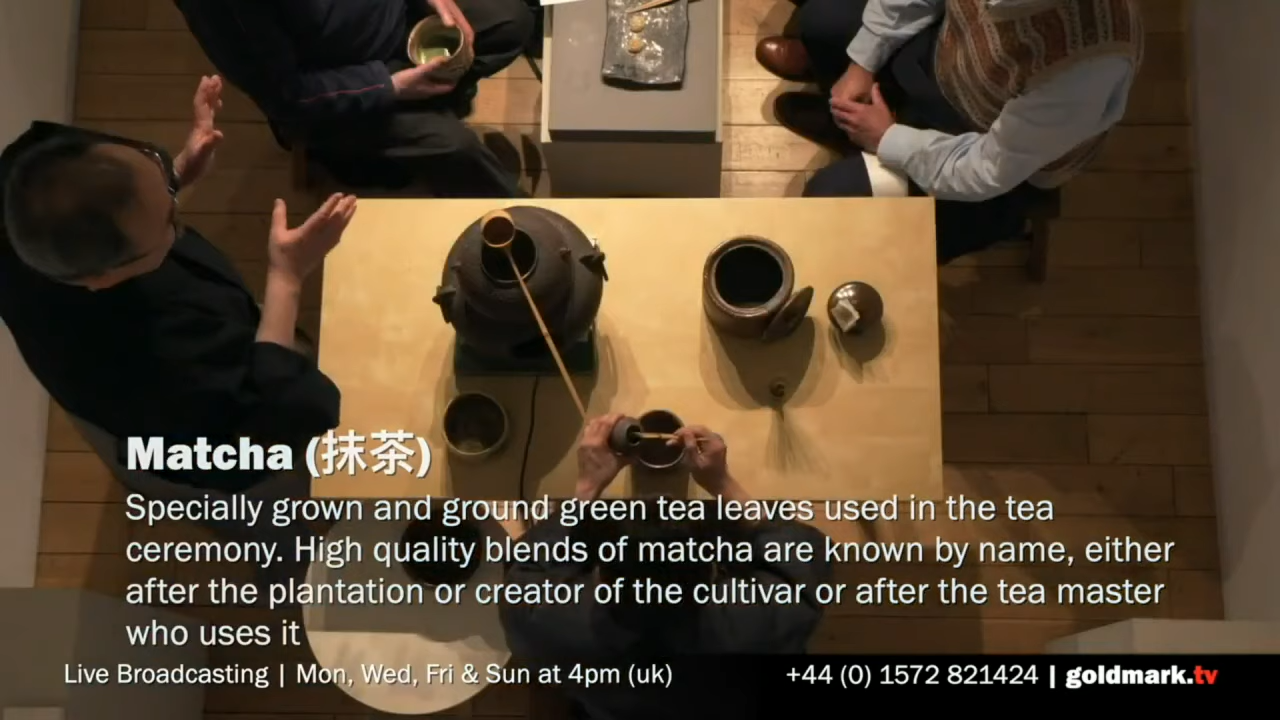 Matcha (抹茶)
Specially grown and ground green tea leaves used in the tea
ceremony. High quality blends of matcha are known by name, either
after the plantation or creator of the cultivar or after the tea master
who uses it
Live Broadcasting | Mon, Wed, Fri & Sun at 4pm (uk)
+44 (0) 1572 821424 | goldmark.tv